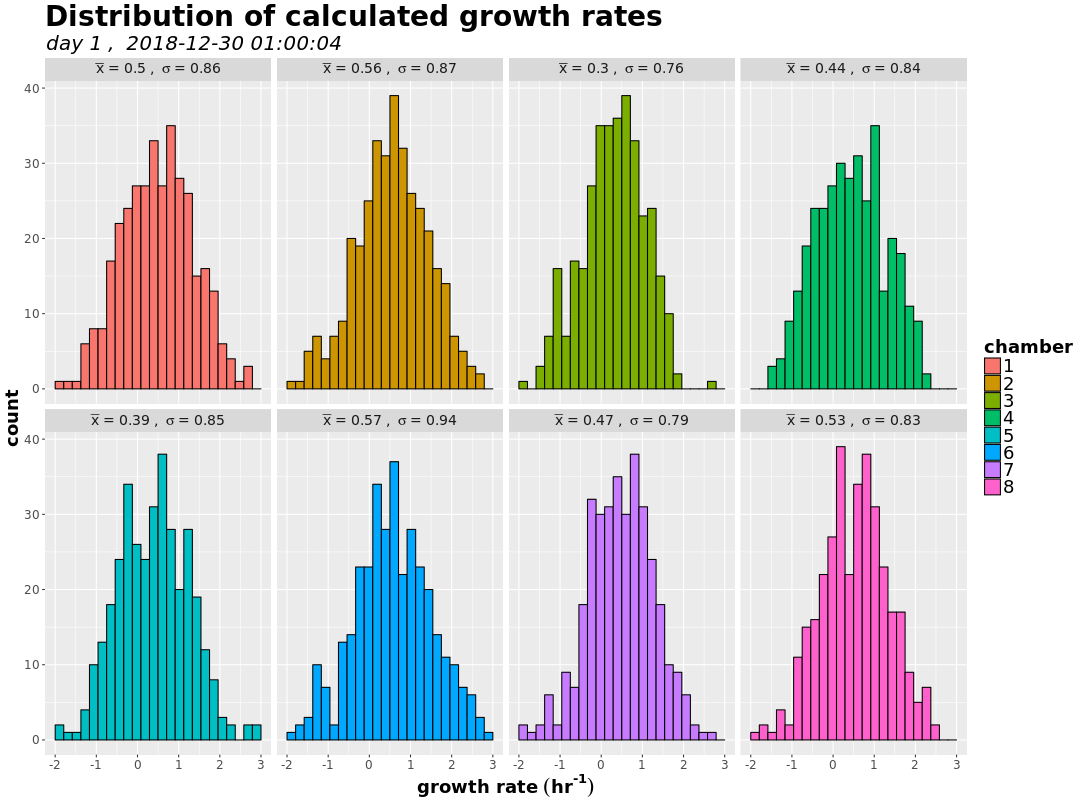 Distribution of calculated growth rates
day 1 ,  2018-12-30 01:00:04
x̅ = 0.5 ,  σ = 0.86
x̅ = 0.56 ,  σ = 0.87
x̅ = 0.3 ,  σ = 0.76
x̅ = 0.44 ,  σ = 0.84
40
30
20
10
0
x̅ = 0.39 ,  σ = 0.85
x̅ = 0.57 ,  σ = 0.94
x̅ = 0.47 ,  σ = 0.79
x̅ = 0.53 ,  σ = 0.83
40
30
20
10
0
-2 -1 0 1 2 3
-2 -1 0 1 2 3
-2 -1 0 1 2 3
-2 -1 0 1 2 3
growth rate (hr⁻¹)
count
chamber
1
2
3
4
5
6
7
8